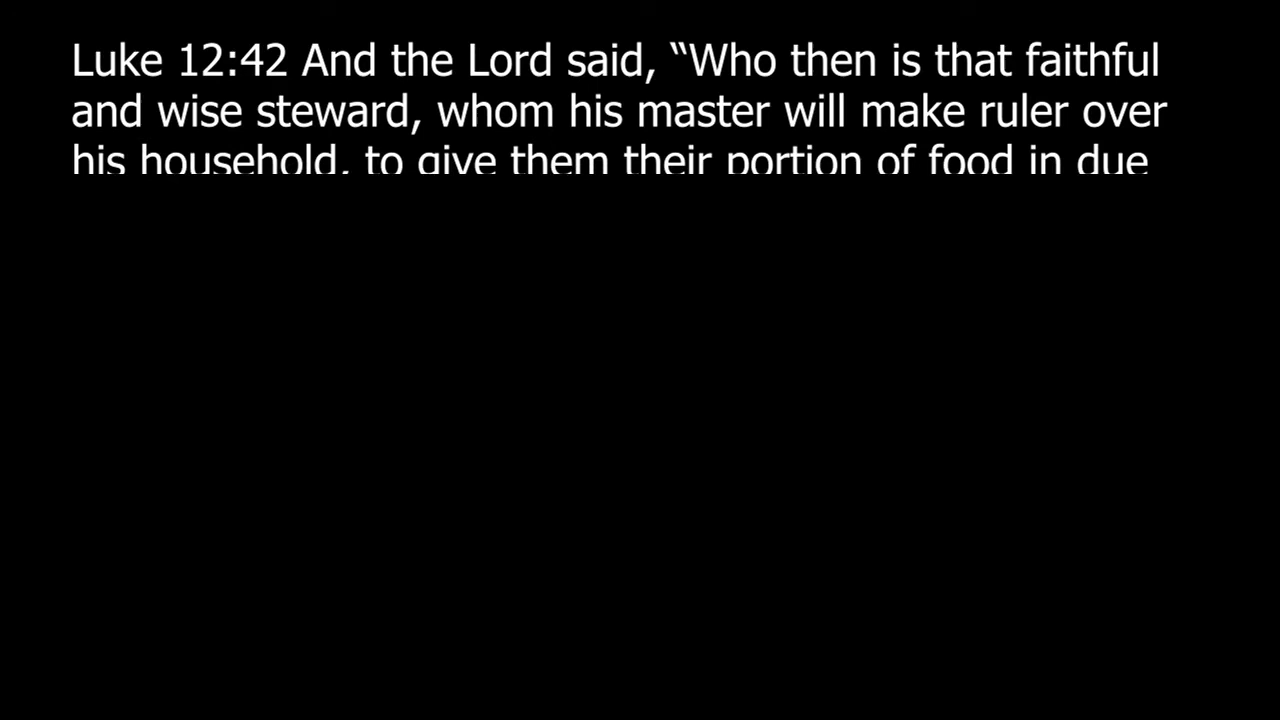 Luke 12:42 And the Lord said, “Who then is that faithful
and wise steward, whom his master will make ruler over
his household, to give them their portion of food in due